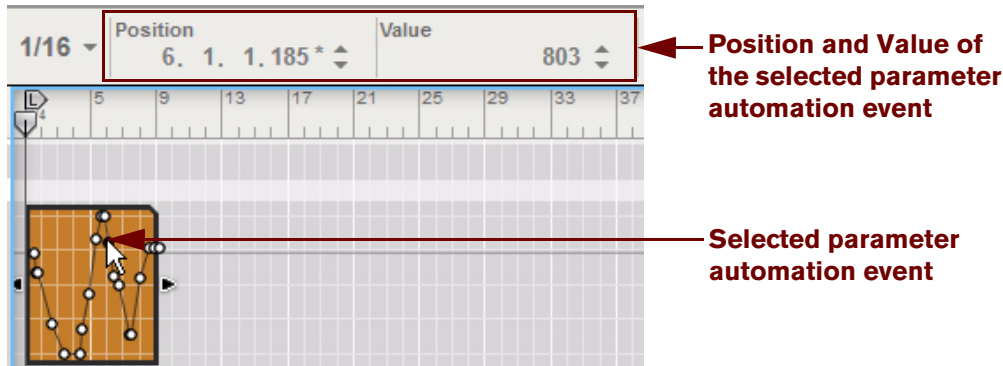 Position
Value
1/16
6. 1. 1.185 *
803
Position and Value of
the selected parameter
automation event
L
5 9 13 17 21 25 29 33 37
4
Selected parameter
automation event